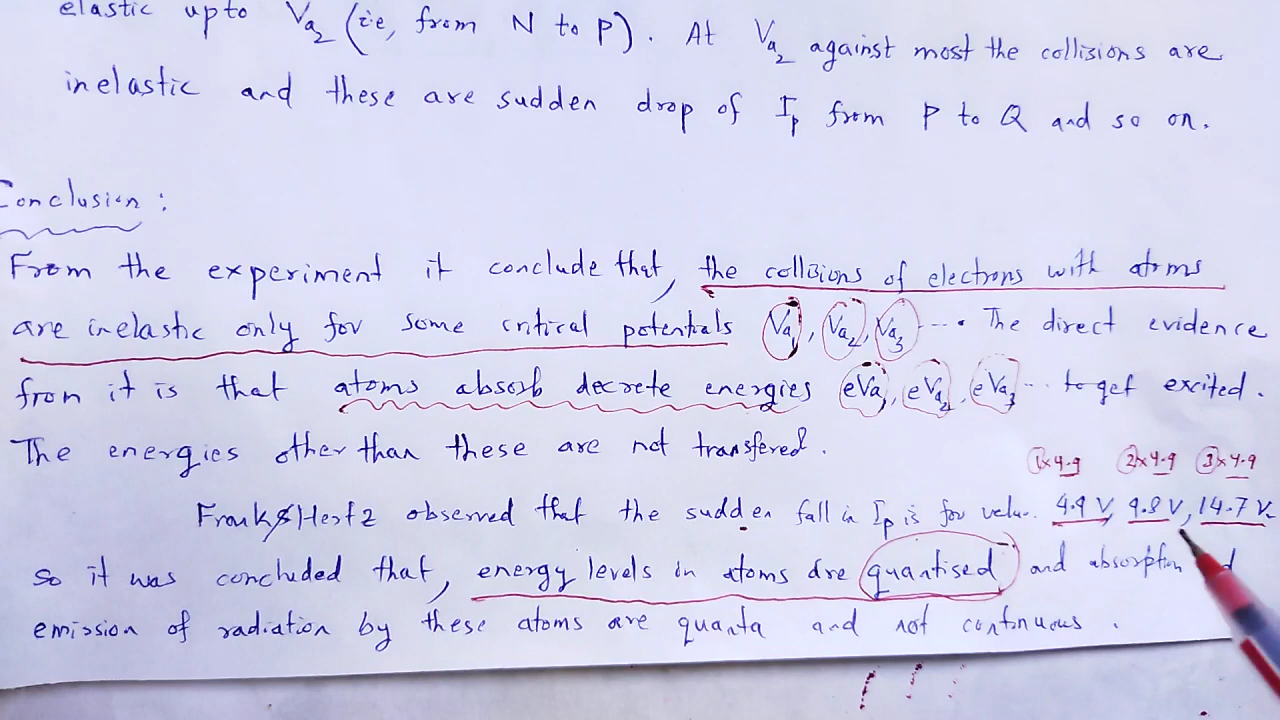 elastic upto Va2 (ie, from N to P). At Va2 against most the collisions are
inelastic and these are sudden drop of Ip from P to Q and so on.
Conclusion:
From the experiment it conclude that, the collisions of electrons with atoms
are inelastic only for some critical potentials Va1, Va2, Va3 .... The direct evidence
from it is that atoms absorb decrete energies eVa1, eVa2, eVa3 ... to get excited.
The energies other than these are not transfered.
1x4.9 2x4.9 3x4.9
Frank & Hertz observed that the sudden fall in Ip is for 4.9 V, 9.8 V, 14.7 V
so it was concluded that, energy levels in atoms are quantised and absorption
emission of radiation by these atoms are quanta and not continuous.